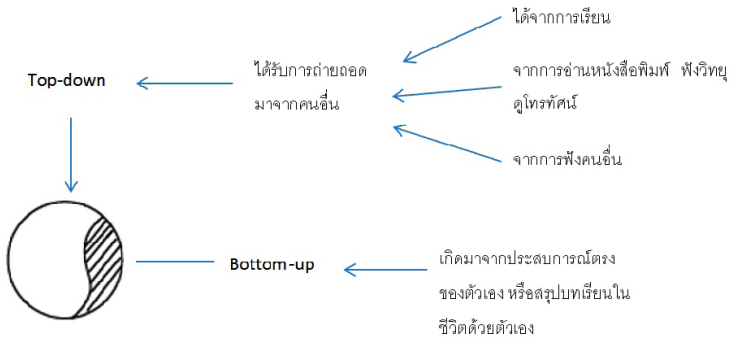 ได้จากการเรียน
Top-down
ได้รับการถ่ายถอด
มาจากคนอื่น
จากการอ่านหนังสือพิมพ์ ฟังวิทยุ
ดูโทรทัศน์
จากการฟังคนอื่น
Bottom-up
เกิดมาจากประสบการณ์ตรง
ของตัวเอง หรือสรุปบทเรียนใน
ชีวิตด้วยตัวเอง